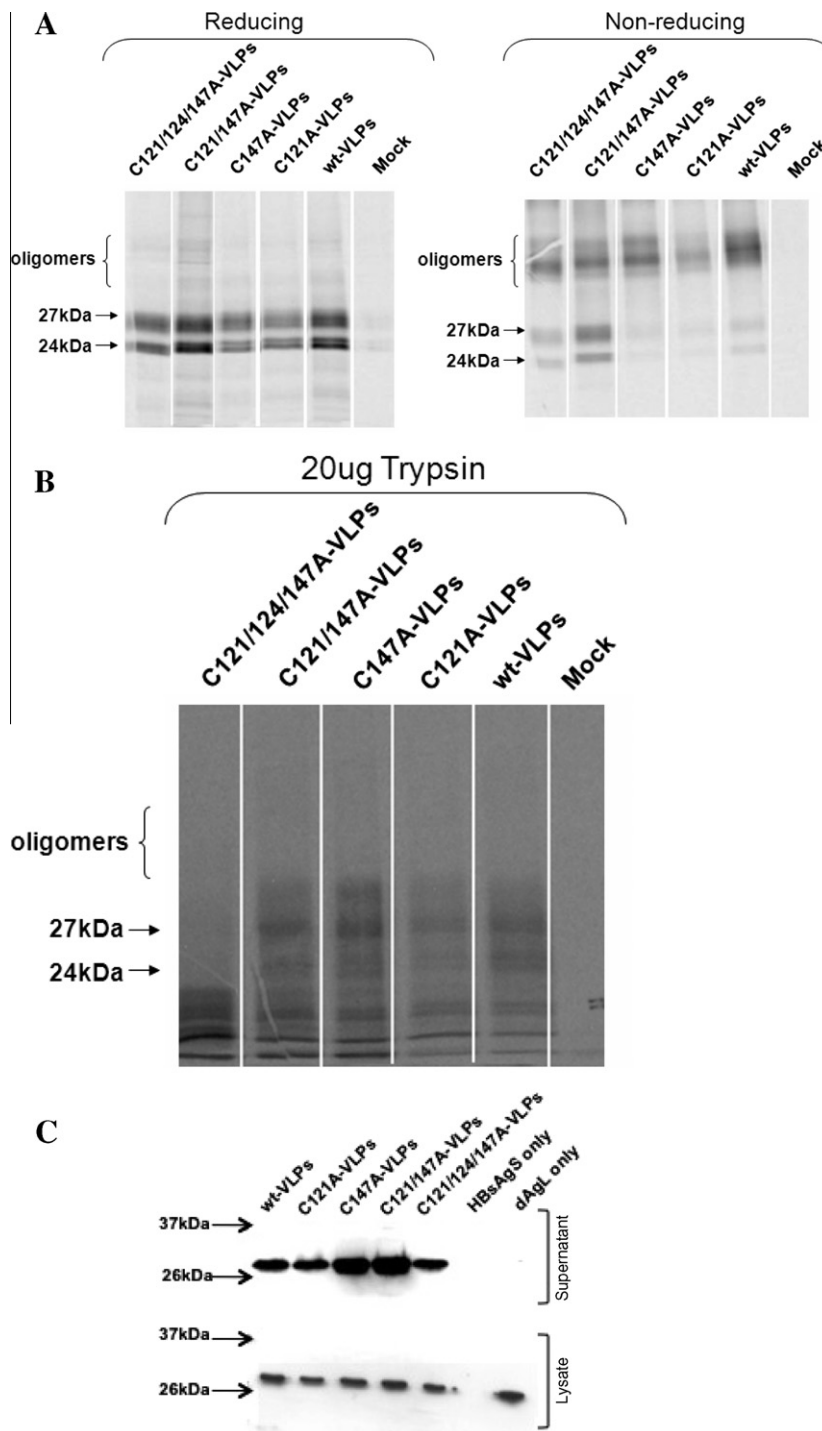 A
Reducing
Non-reducing
C121/124/147A-VLPs
C121/147A-VLPs
C147A-VLPs
C121A-VLPs
wt-VLPs
Mock
C121/124/147A-VLPs
C121/147A-VLPs
C147A-VLPs
C121A-VLPs
wt-VLPs
Mock
oligomers
27kDa
24kDa
oligomers
27kDa
24kDa
B
20ug Trypsin
C121/124/147A-VLPs
C121/147A-VLPs
C147A-VLPs
C121A-VLPs
wt-VLPs
Mock
oligomers
27kDa
24kDa
C
wt-VLPs
C121A-VLPs
C147A-VLPs
C121/147A-VLPs
C121/124/147A-VLPs
HBsAgS only
dAgL only
37kDa
26kDa
Supernatant
37kDa
26kDa
Lysate